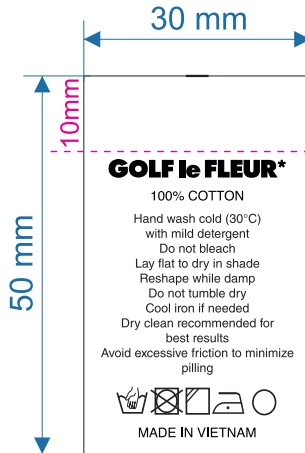 30 mm
10mm
50 mm
GOLF le FLEUR*
100% COTTON
Hand wash cold (30°C)
with mild detergent
Do not bleach
Lay flat to dry in shade
Reshape while damp
Do not tumble dry
Cool iron if needed
Dry clean recommended for
best results
Avoid excessive friction to minimize
pilling
MADE IN VIETNAM